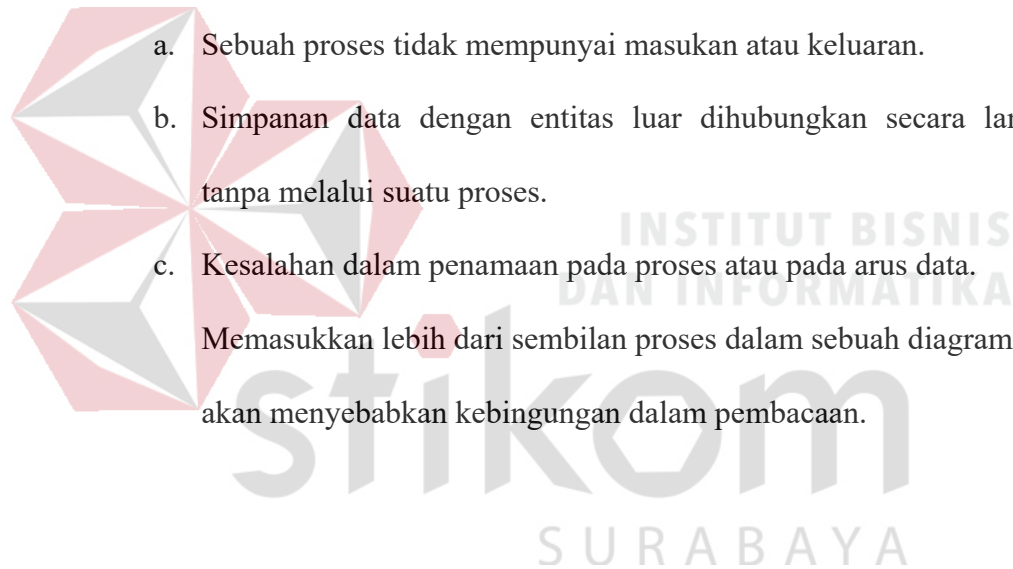 a. Sebuah proses tidak mempunyai masukan atau keluaran.
b. Simpanan data dengan entitas luar dihubungkan secara
tanpa melalui suatu proses.
INSTITUT BISNIS
c. Kesalahan dalam penamaan pada proses atau pada arus data.
DAN INFORMATIKA
Memasukkan lebih dari sembilan proses dalam sebuah diagram
akan menyebabkan kebingungan dalam pembacaan.
stikom
SURABAYA